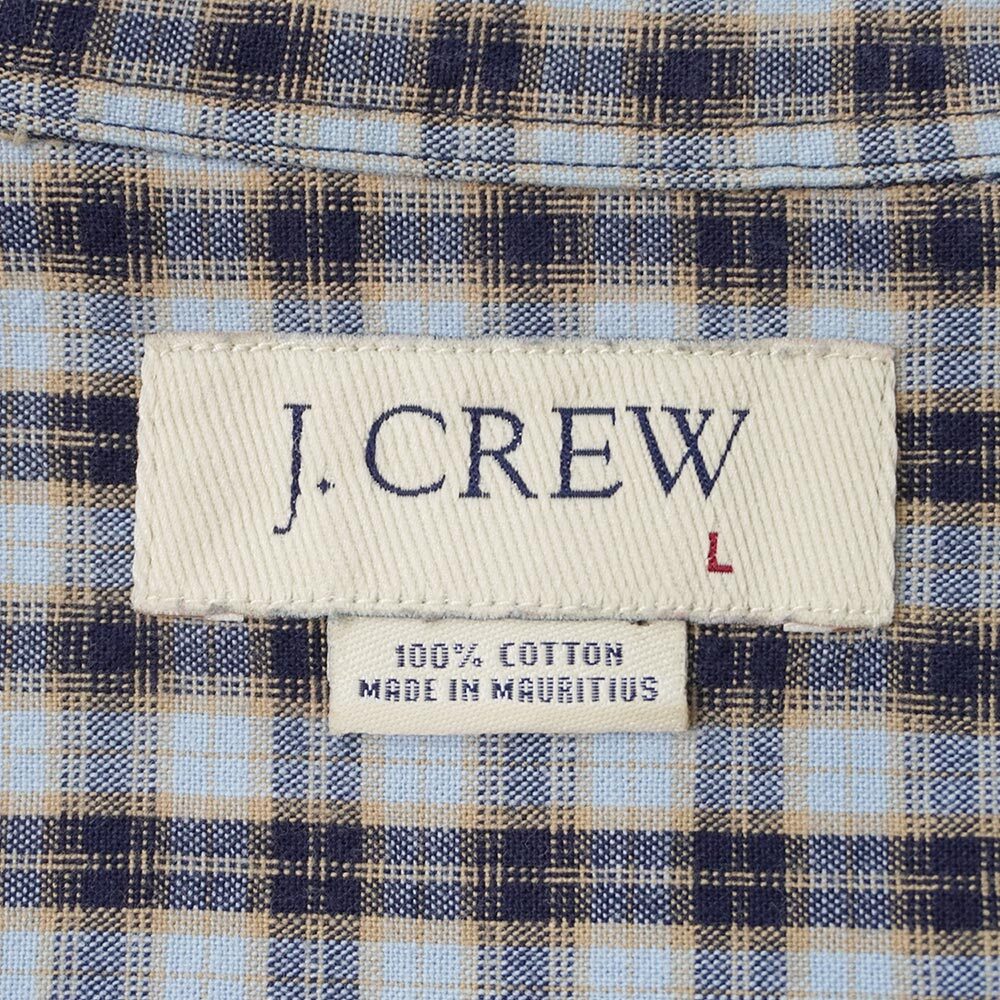 J.CREW
L
100% COTTON
MADE IN MAURITIUS